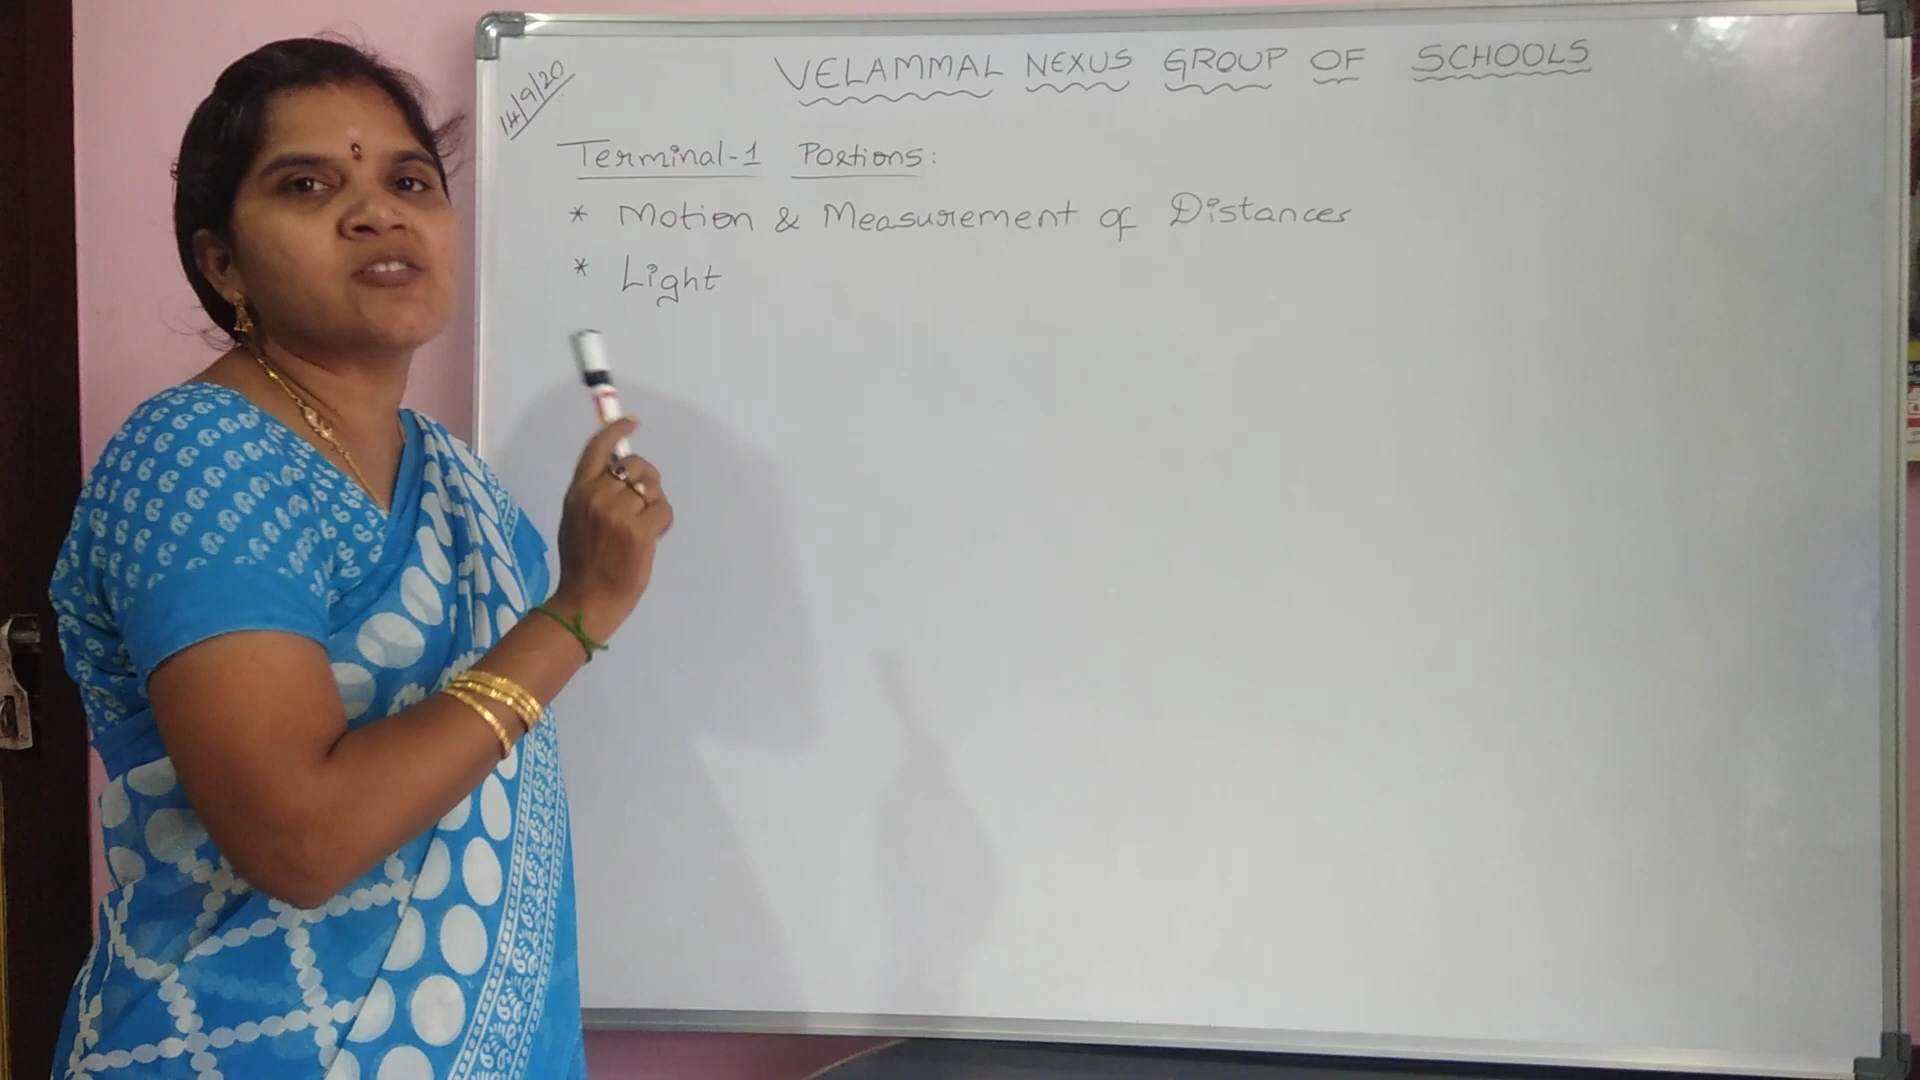 14/9/20
VELAMMAL NEXUS GROUP OF SCHOOLS
Terminal-1 Portions:
* Motion & Measurement of Distances
* Light